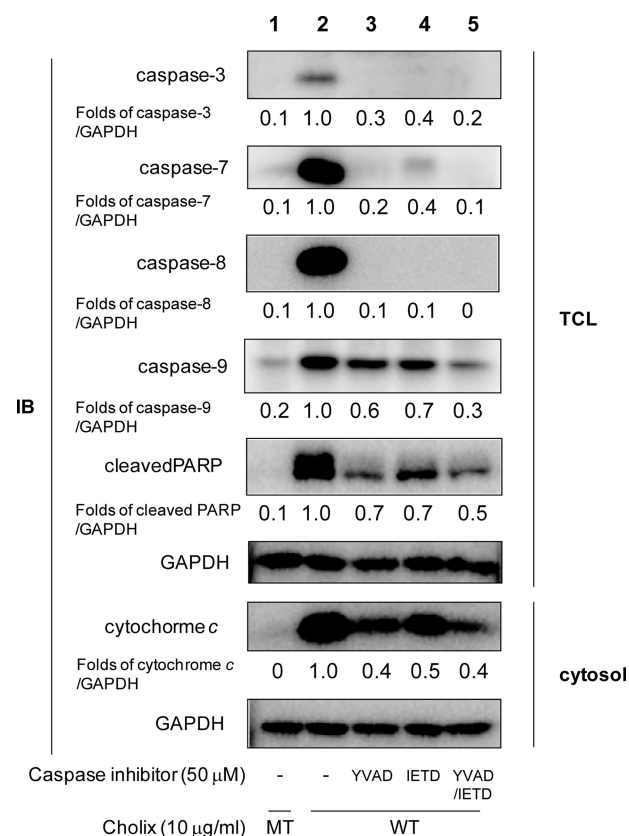 1 2 3 4 5
caspase-3
Folds of caspase-3
/GAPDH
0.1 1.0 0.3 0.4 0.2
caspase-7
Folds of caspase-7
/GAPDH
0.1 1.0 0.2 0.4 0.1
caspase-8
Folds of caspase-8
/GAPDH
0.1 1.0 0.1 0.1 0
TCL
caspase-9
IB
Folds of caspase-9
/GAPDH
0.2 1.0 0.6 0.7 0.3
cleavedPARP
Folds of cleaved PARP
/GAPDH
0.1 1.0 0.7 0.7 0.5
GAPDH
cytochorme c
Folds of cytochrome c
/GAPDH
0 1.0 0.4 0.5 0.4
cytosol
GAPDH
Caspase inhibitor (50 μM) - - YVAD IETD YVAD
/IETD
Cholix (10 μg/ml) MT WT